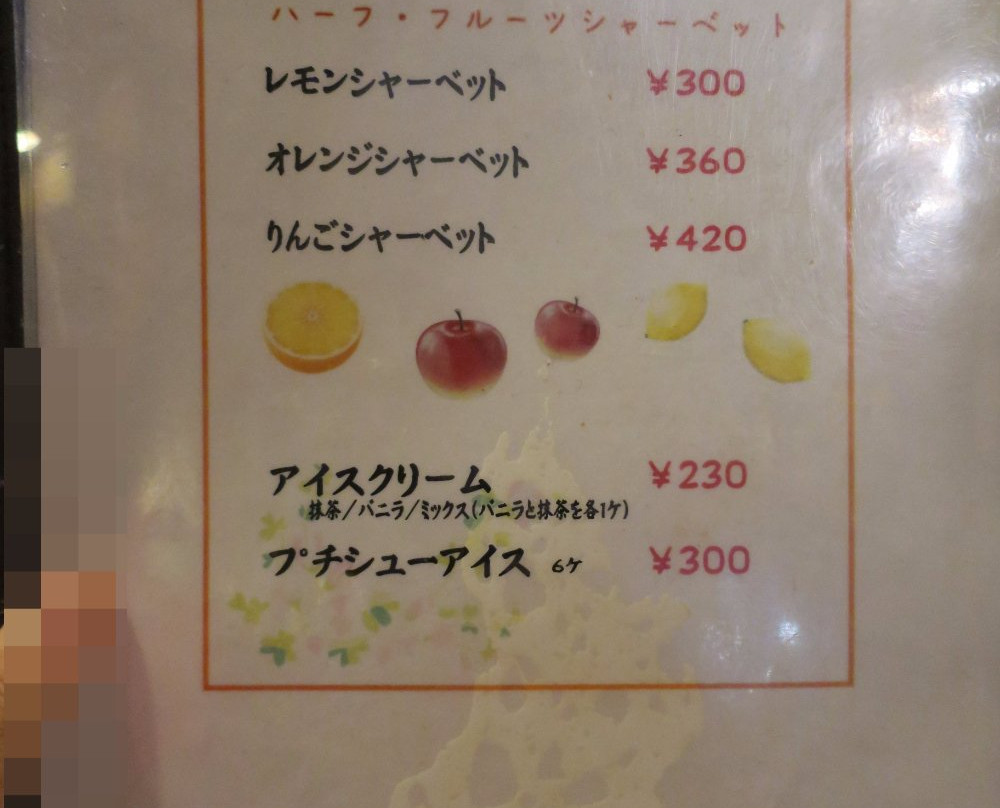 ハーフ・フルーツシャーベット
レモンシャーベット ¥300
オレンジシャーベット ¥360
りんごシャーベット ¥420
アイスクリーム ¥230
抹茶/バニラ/ミックス(バニラと抹茶を各1ケ)
プチシューアイス 6ケ ¥300